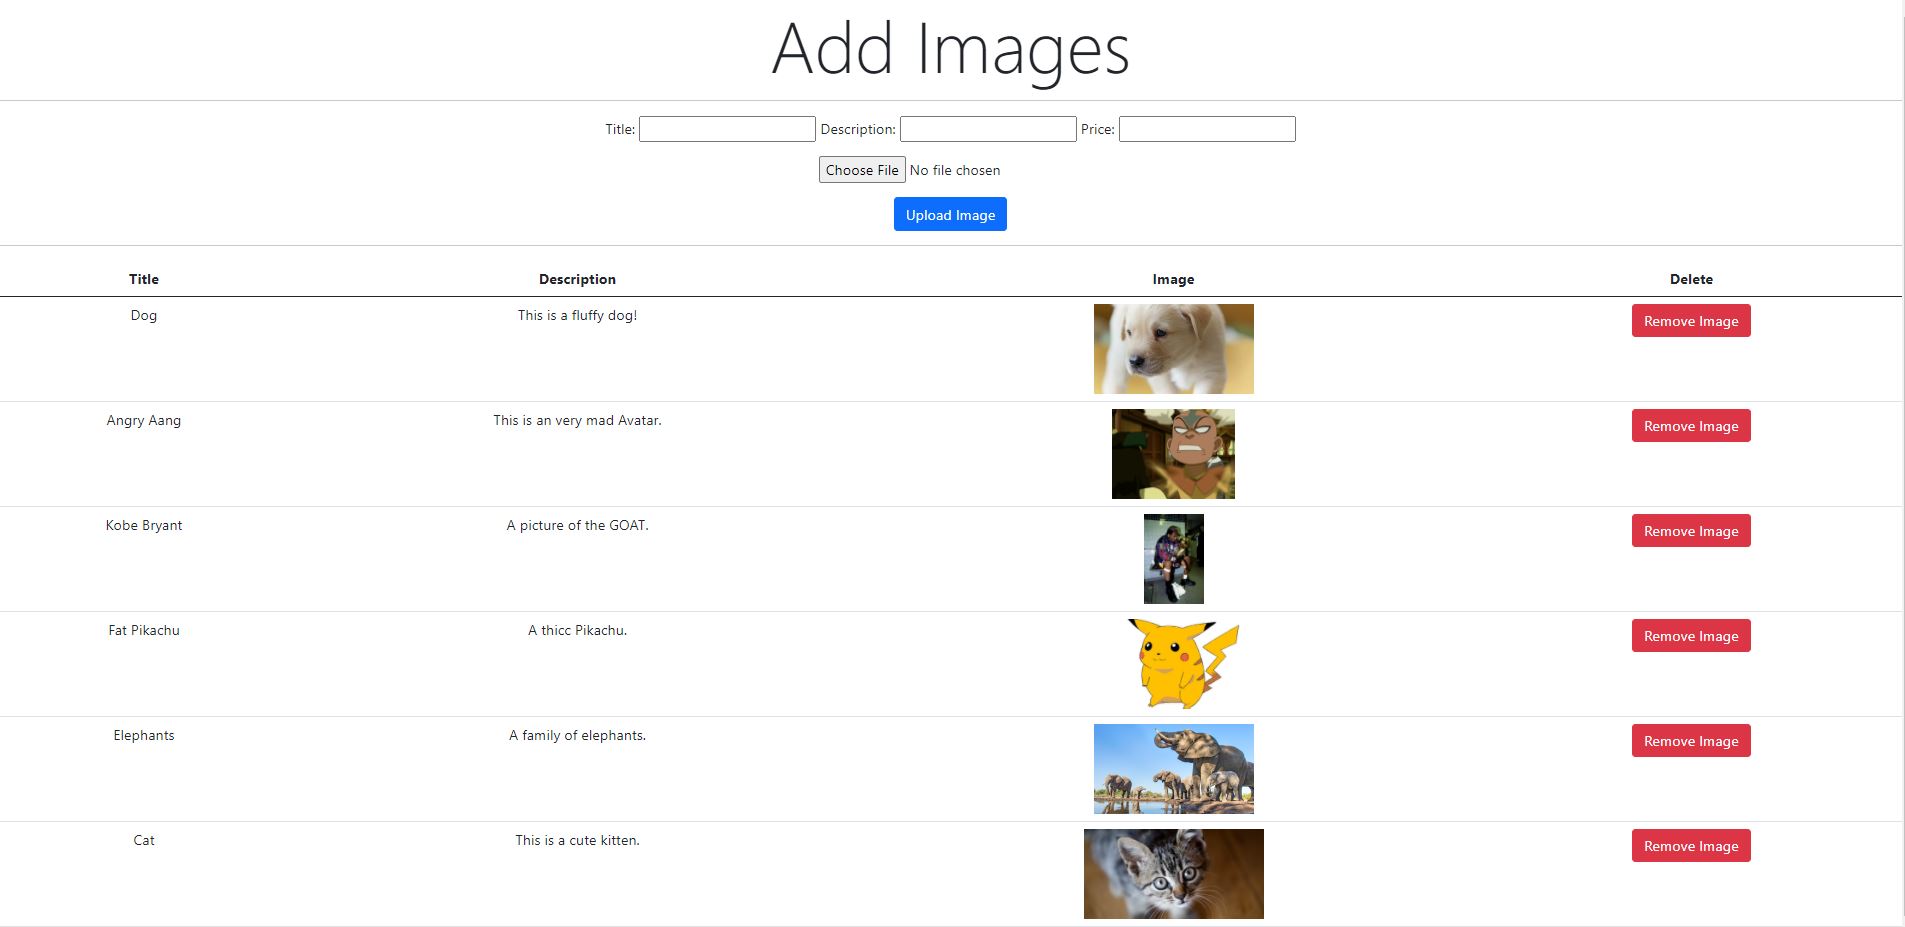 Add Images
Title: Description: Price:
Choose File No file chosen
Upload Image
Title Description Image Delete
Dog This is a fluffy dog! Remove Image
Angry Aang This is an very mad Avatar. Remove Image
Kobe Bryant A picture of the GOAT. Remove Image
Fat Pikachu A thicc Pikachu. Remove Image
Elephants A family of elephants. Remove Image
Cat This is a cute kitten. Remove Image